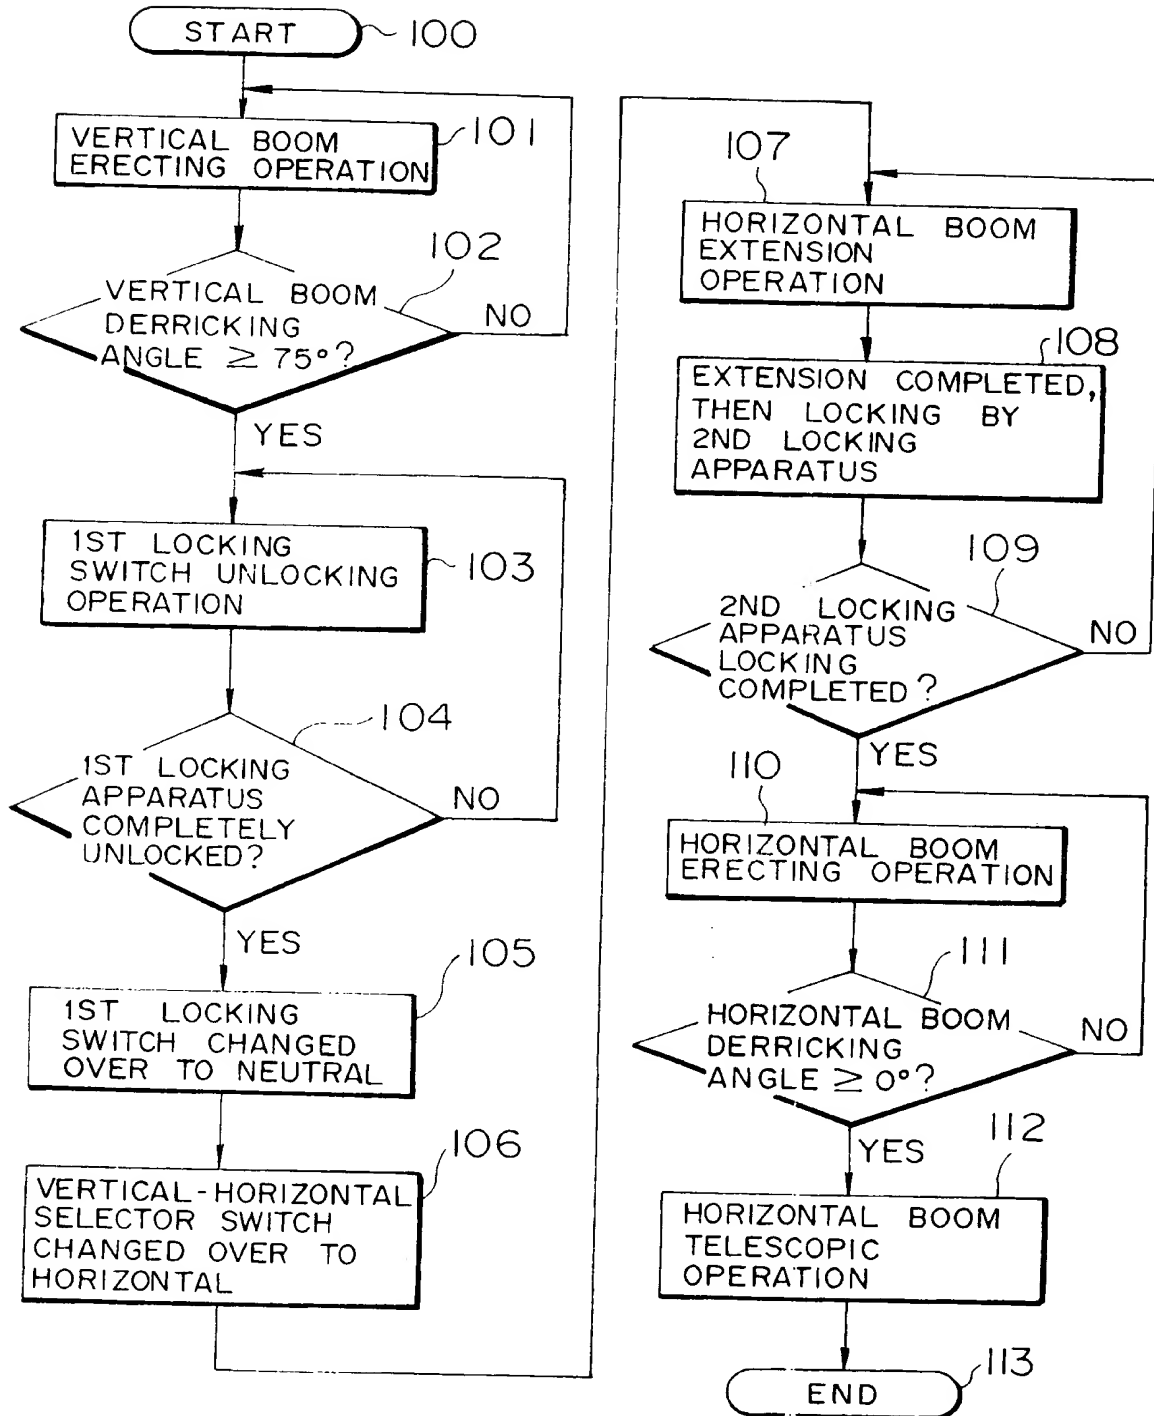 START
100
VERTICAL BOOM
ERECTING OPERATION
101
VERTICAL BOOM
DERRICKING
ANGLE ≥ 75°?
102
NO
YES
1ST LOCKING
SWITCH UNLOCKING
OPERATION
103
1ST LOCKING
APPARATUS
COMPLETELY
UNLOCKED?
104
NO
YES
1ST LOCKING
SWITCH CHANGED
OVER TO NEUTRAL
105
VERTICAL-HORIZONTAL
SELECTOR SWITCH
CHANGED OVER TO
HORIZONTAL
106
107
HORIZONTAL BOOM
EXTENSION
OPERATION
108
EXTENSION COMPLETED,
THEN LOCKING BY
2ND LOCKING
APPARATUS
109
2ND LOCKING
APPARATUS
LOCKING
COMPLETED?
NO
YES
110
HORIZONTAL BOOM
ERECTING OPERATION
111
HORIZONTAL BOOM
DERRICKING
ANGLE ≥ 0°?
NO
YES
112
HORIZONTAL BOOM
TELESCOPIC
OPERATION
END
113